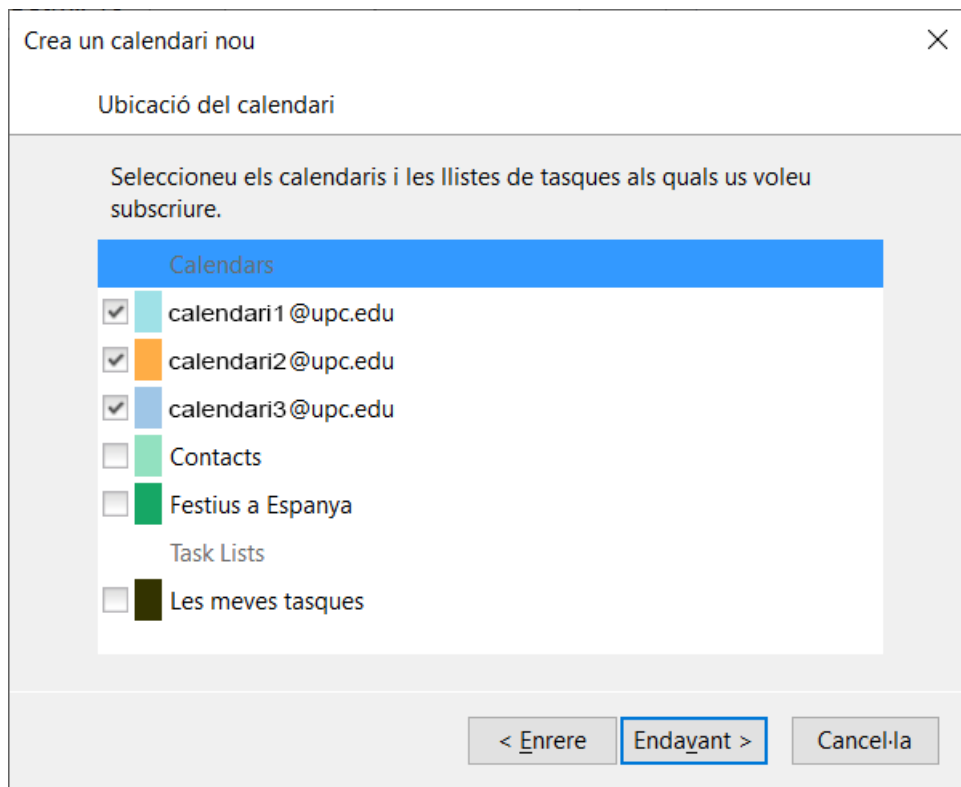 Crea un calendari nou
Ubicació del calendari
Seleccioneu els calendaris i les llistes de tasques als quals us voleu
subscriure.
Calendars
calendari1@upc.edu
calendari2@upc.edu
calendari3@upc.edu
Contacts
Festius a Espanya
Task Lists
Les meves tasques
< Enrere Endavant > Cancel·la